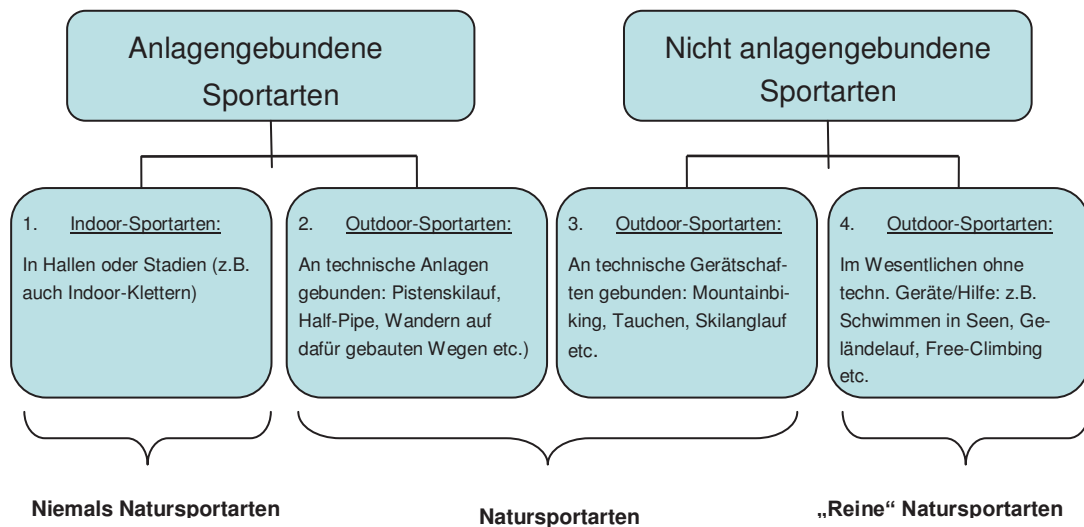 Anlagengebundene
Sportarten
Nicht anlagengebundene
Sportarten
1. Indoor-Sportarten:
In Hallen oder Stadien (z.B.
auch Indoor-Klettern)
2. Outdoor-Sportarten:
An technische Anlagen
gebunden: Pistenskilauf,
Half-Pipe, Wandern auf
dafür gebauten Wegen etc.)
3. Outdoor-Sportarten:
An technische Gerätschaf-
ten gebunden: Mountainbi-
king, Tauchen, Skilanglauf
etc.
4. Outdoor-Sportarten:
Im Wesentlichen ohne
techn. Geräte/Hilfe: z.B.
Schwimmen in Seen, Ge-
ländelauf, Free-Climbing
etc.
Niemals Natursportarten
Natursportarten
„Reine“ Natursportarten